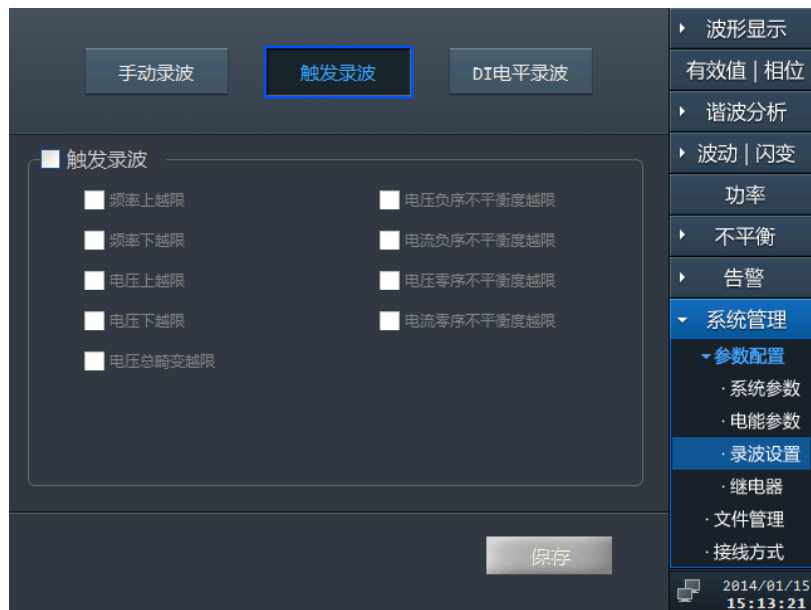 手动录波
触发录波
DI电平录波
触发录波
频率上越限
电压负序不平衡度越限
频率下越限
电流负序不平衡度越限
电压上越限
电压零序不平衡度越限
电压下越限
电流零序不平衡度越限
电压总畸变越限
保存
波形显示
有效值 | 相位
谐波分析
波动 | 闪变
功率
不平衡
告警
系统管理
参数配置
·系统参数
·电能参数
·录波设置
·继电器
·文件管理
·接线方式
2014/01/15
15:13:21